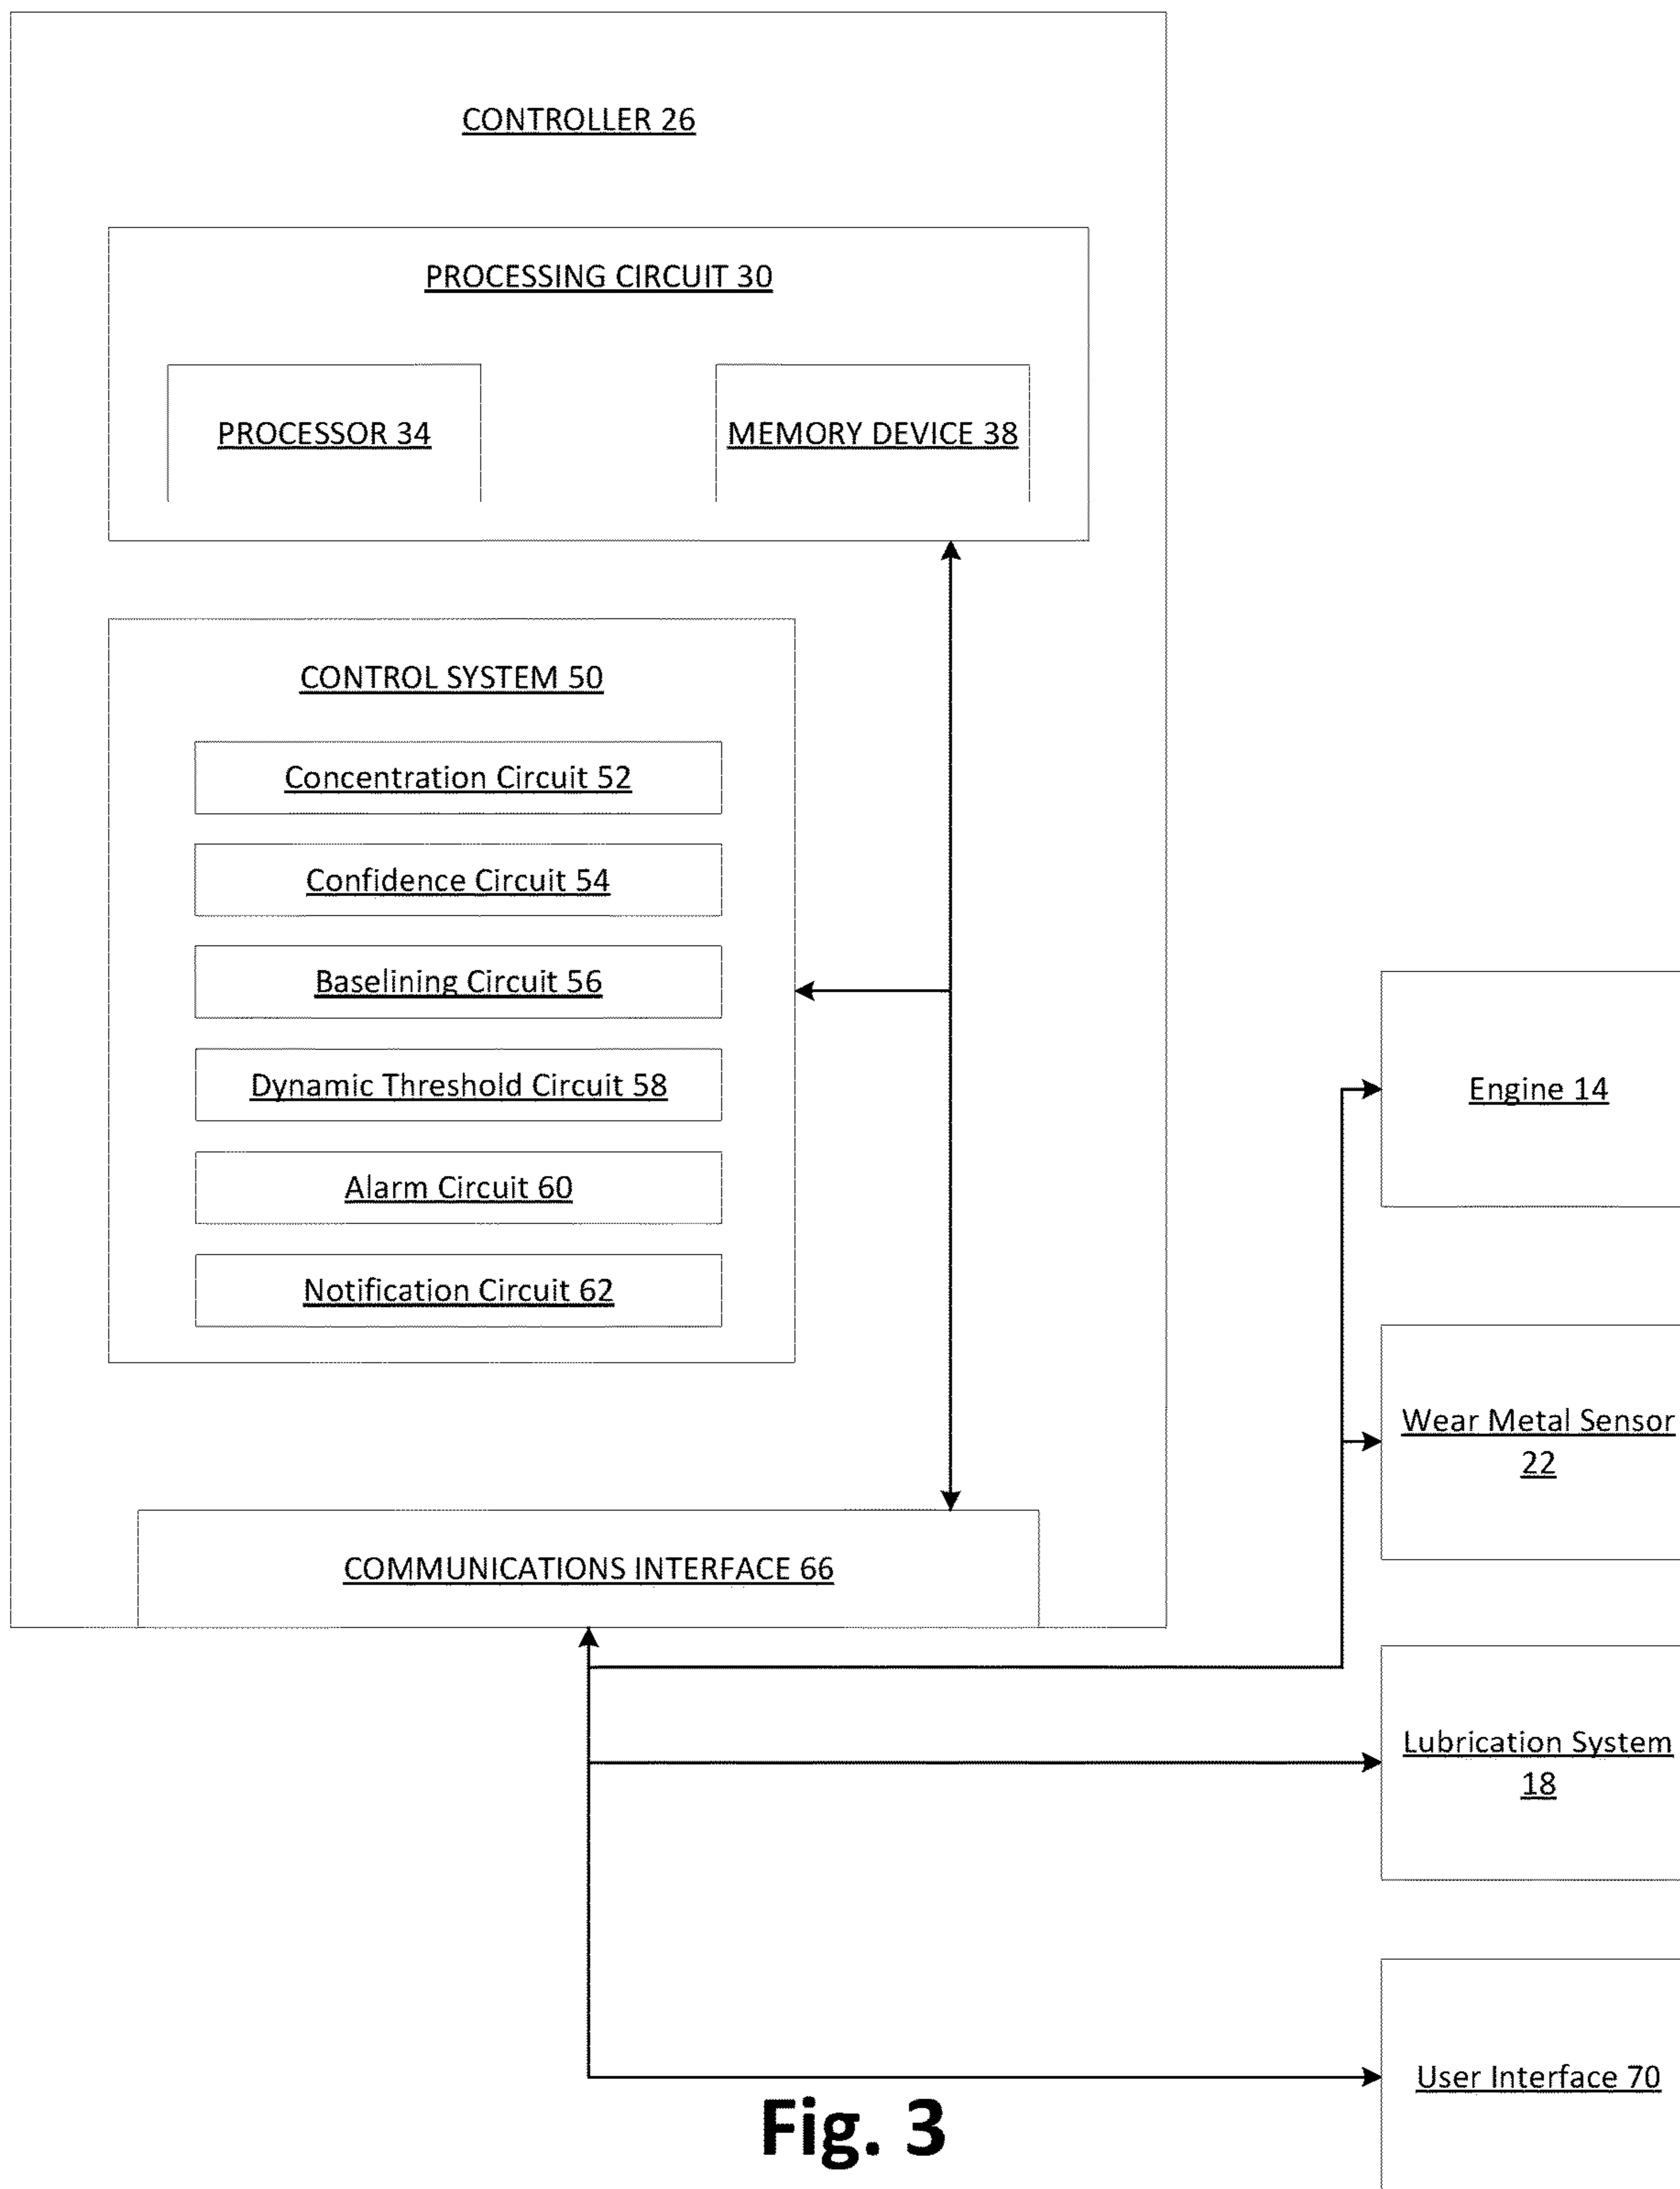 CONTROLLER 26
PROCESSING CIRCUIT 30
PROCESSOR 34
MEMORY DEVICE 38
CONTROL SYSTEM 50
Concentration Circuit 52
Confidence Circuit 54
Baselining Circuit 56
Dynamic Threshold Circuit 58
Alarm Circuit 60
Notification Circuit 62
COMMUNICATIONS INTERFACE 66
Engine 14
Wear Metal Sensor
22
Lubrication System
18
User Interface 70
Fig. 3